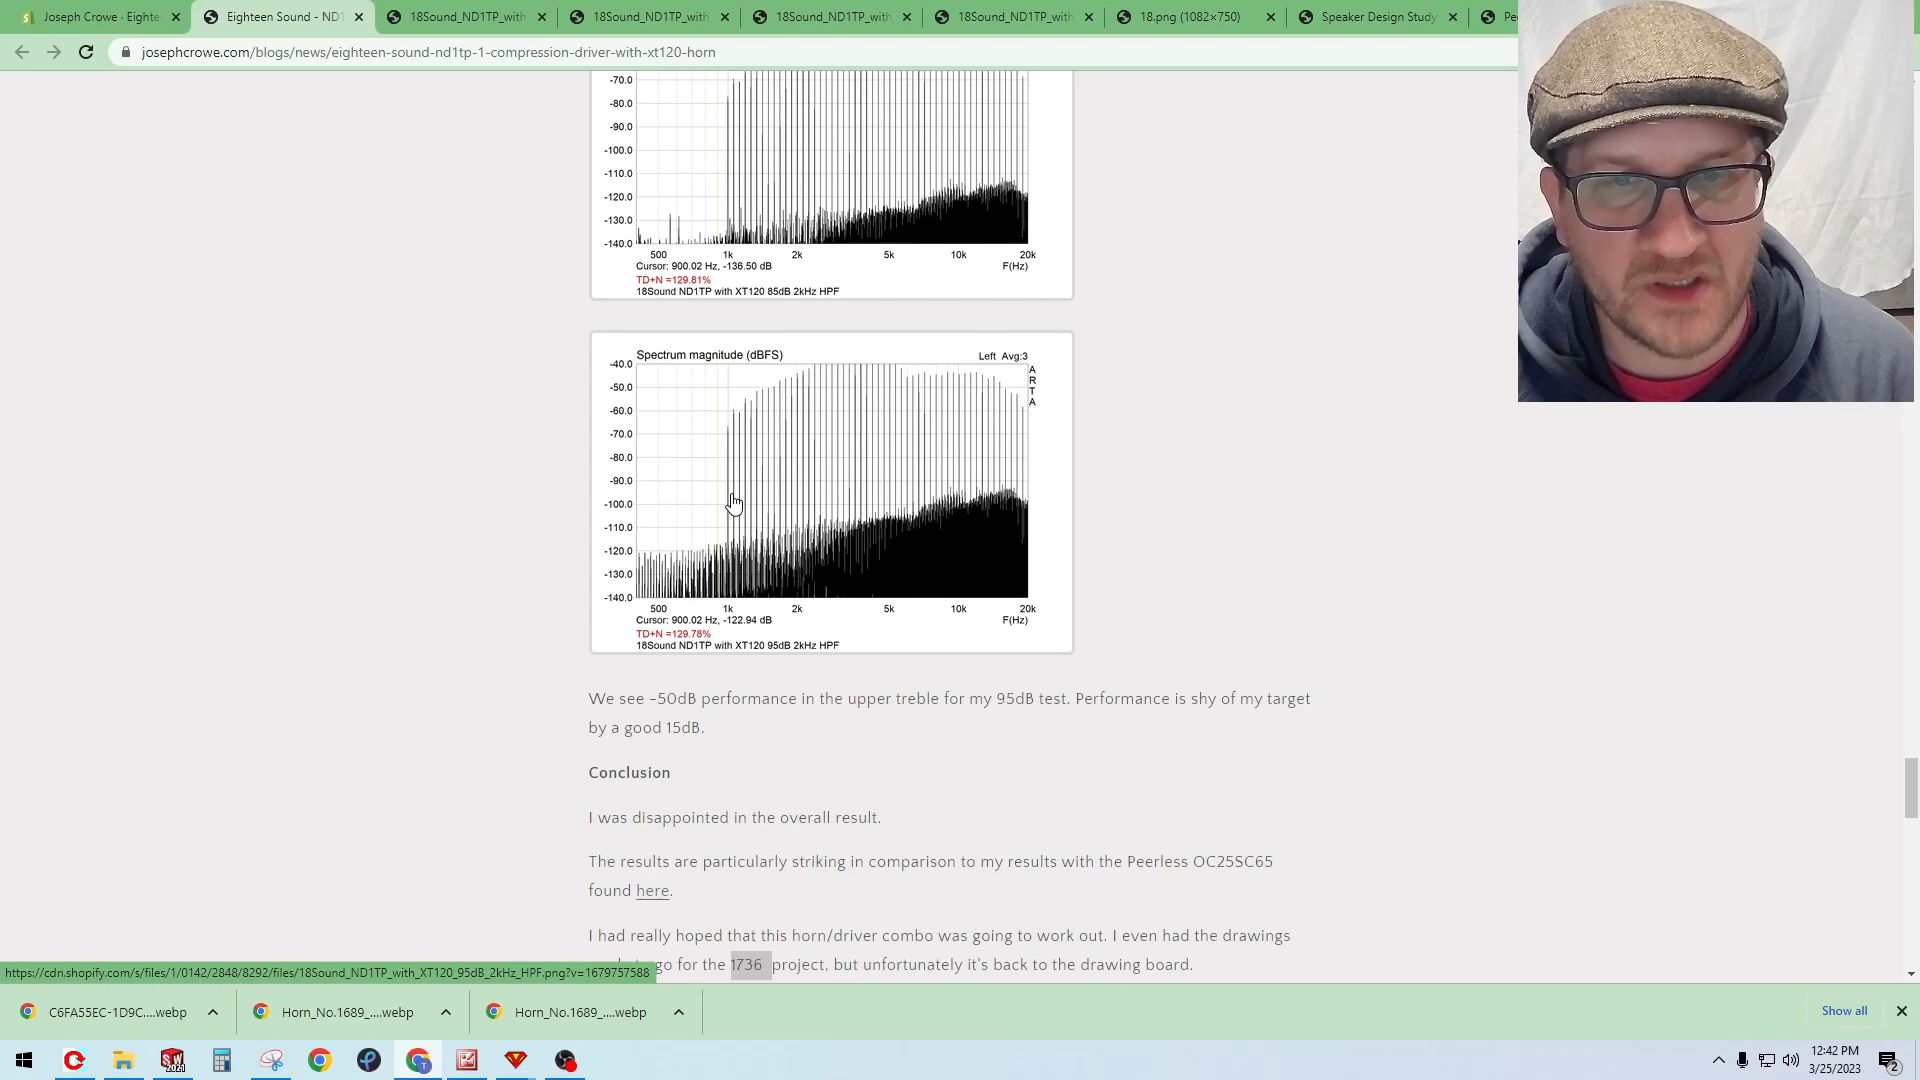 Joseph Crowe · Eighte
Eighteen Sound - ND1
18Sound_ND1TP_with
18Sound_ND1TP_with
18Sound_ND1TP_with
18Sound_ND1TP_with
18.png (1082×750)
Speaker Design Study
Pe
josephcrowe.com/blogs/news/eighteen-sound-nd1tp-1-compression-driver-with-xt120-horn
-70.0
-80.0
-90.0
-100.0
-110.0
-120.0
-130.0
-140.0
500 1k 2k 5k 10k 20k
Cursor: 900.02 Hz, -136.50 dB F(Hz)
TD+N =129.81%
18Sound ND1TP with XT120 85dB 2kHz HPF
Spectrum magnitude (dBFS) Left Avg:3
A
R
T
A
-40.0
-50.0
-60.0
-70.0
-80.0
-90.0
-100.0
-110.0
-120.0
-130.0
-140.0
500 1k 2k 5k 10k 20k
Cursor: 900.02 Hz, -122.94 dB F(Hz)
TD+N =129.78%
18Sound ND1TP with XT120 95dB 2kHz HPF
We see -50dB performance in the upper treble for my 95dB test. Performance is shy of my target
by a good 15dB.
Conclusion
I was disappointed in the overall result.
The results are particularly striking in comparison to my results with the Peerless OC25SC65
found here.
I had really hoped that this horn/driver combo was going to work out. I even had the drawings
go for the 1736 project, but unfortunately it's back to the drawing board.
https://cdn.shopify.com/s/files/1/0142/2848/8292/files/18Sound_ND1TP_with_XT120_95dB_2kHz_HPF.png?v=1679757588
C6FA55EC-1D9C....webp
Horn_No.1689_....webp
Horn_No.1689_....webp
Show all
SW
2021
12:42 PM
3/25/2023
2